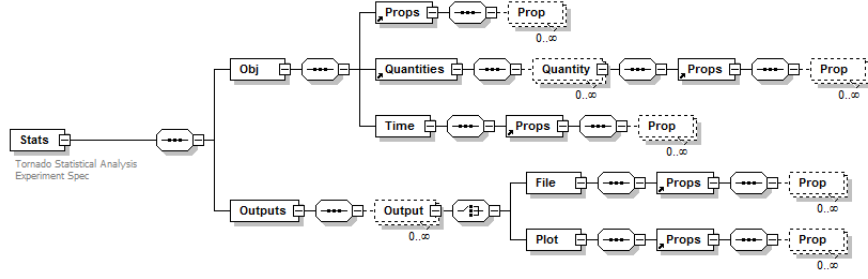 Props
Prop
0..∞
Obj
Quantities
Quantity
Props
Prop
0..∞
0..∞
Time
Props
Prop
0..∞
Stats
Tornado Statistical Analysis
Experiment Spec
Outputs
Output
0..∞
File
Props
Prop
0..∞
Plot
Props
Prop
0..∞